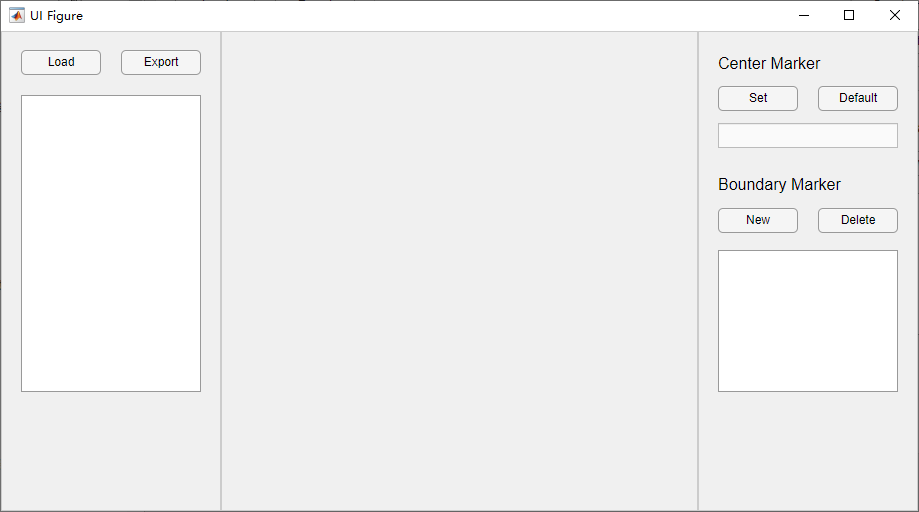 UI Figure
Load
Export
Center Marker
Set
Default
Boundary Marker
New
Delete